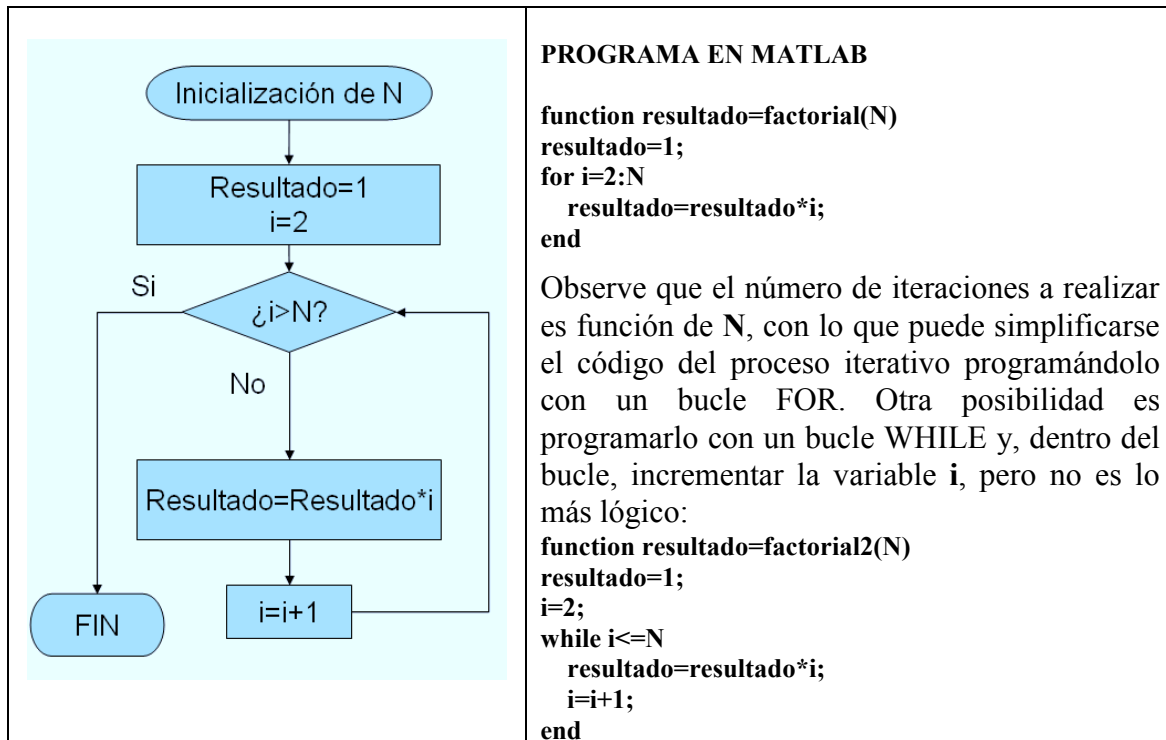 Inicialización de N
Resultado=1
i=2
Si
¿i>N?
No
Resultado=Resultado*i
i=i+1
FIN
PROGRAMA EN MATLAB
function resultado=factorial(N)
resultado=1;
for i=2:N
resultado=resultado*i;
end
Observe que el número de iteraciones a realizar
es función de N, con lo que puede simplificarse
el código del proceso iterativo programándolo
con un bucle FOR. Otra posibilidad es
programarlo con un bucle WHILE y, dentro del
bucle, incrementar la variable i, pero no es lo
más lógico:
function resultado=factorial2(N)
resultado=1;
i=2;
while i<=N
resultado=resultado*i;
i=i+1;
end